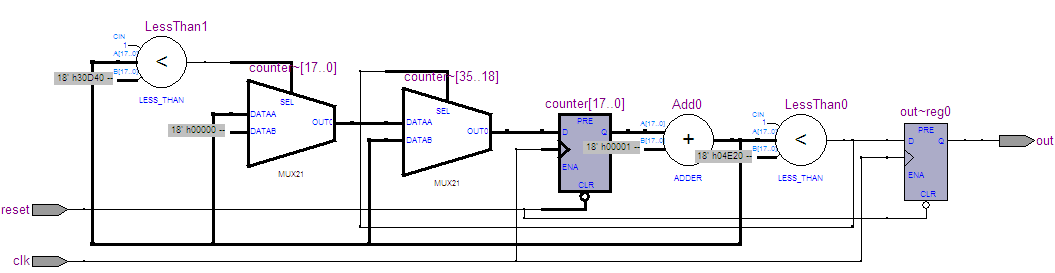 LessThan1
CIN
1
A[17..0]
<
18' h30D40 --
B[17..0]
LESS_THAN
counter~[17..0]
SEL
DATAA
OUT0
18' h00000 --
DATAB
MUX21
counter~[35..18]
SEL
DATAA
OUT0
DATAB
MUX21
counter[17..0]
PRE
D
Q
ENA
CLR
Add0
A[17..0]
18' h00001 --
B[17..0]
+
ADDER
LessThan0
CIN
1
A[17..0]
18' h04E20 --
B[17..0]
<
LESS_THAN
out~reg0
PRE
D
Q
ENA
CLR
out
reset
clk